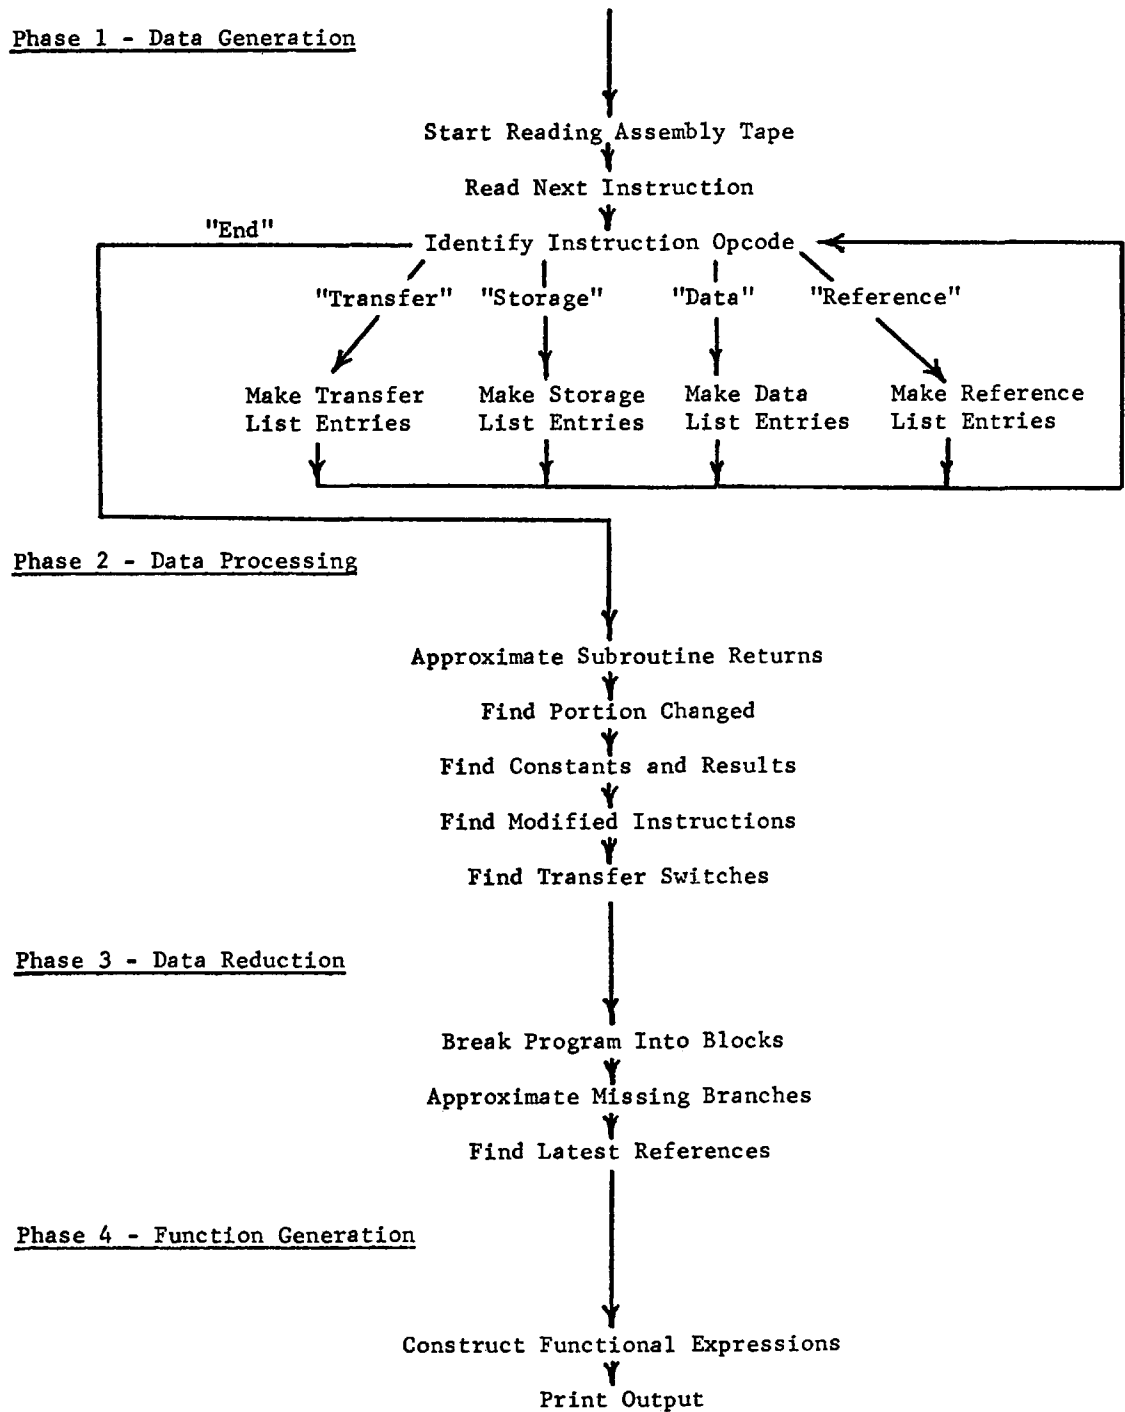 Phase 1 - Data Generation
Start Reading Assembly Tape
Read Next Instruction
"End"
Identify Instruction Opcode
"Transfer" "Storage" "Data" "Reference"
Make Transfer
List Entries
Make Storage
List Entries
Make Data
List Entries
Make Reference
List Entries
Phase 2 - Data Processing
Approximate Subroutine Returns
Find Portion Changed
Find Constants and Results
Find Modified Instructions
Find Transfer Switches
Phase 3 - Data Reduction
Break Program Into Blocks
Approximate Missing Branches
Find Latest References
Phase 4 - Function Generation
Construct Functional Expressions
Print Output